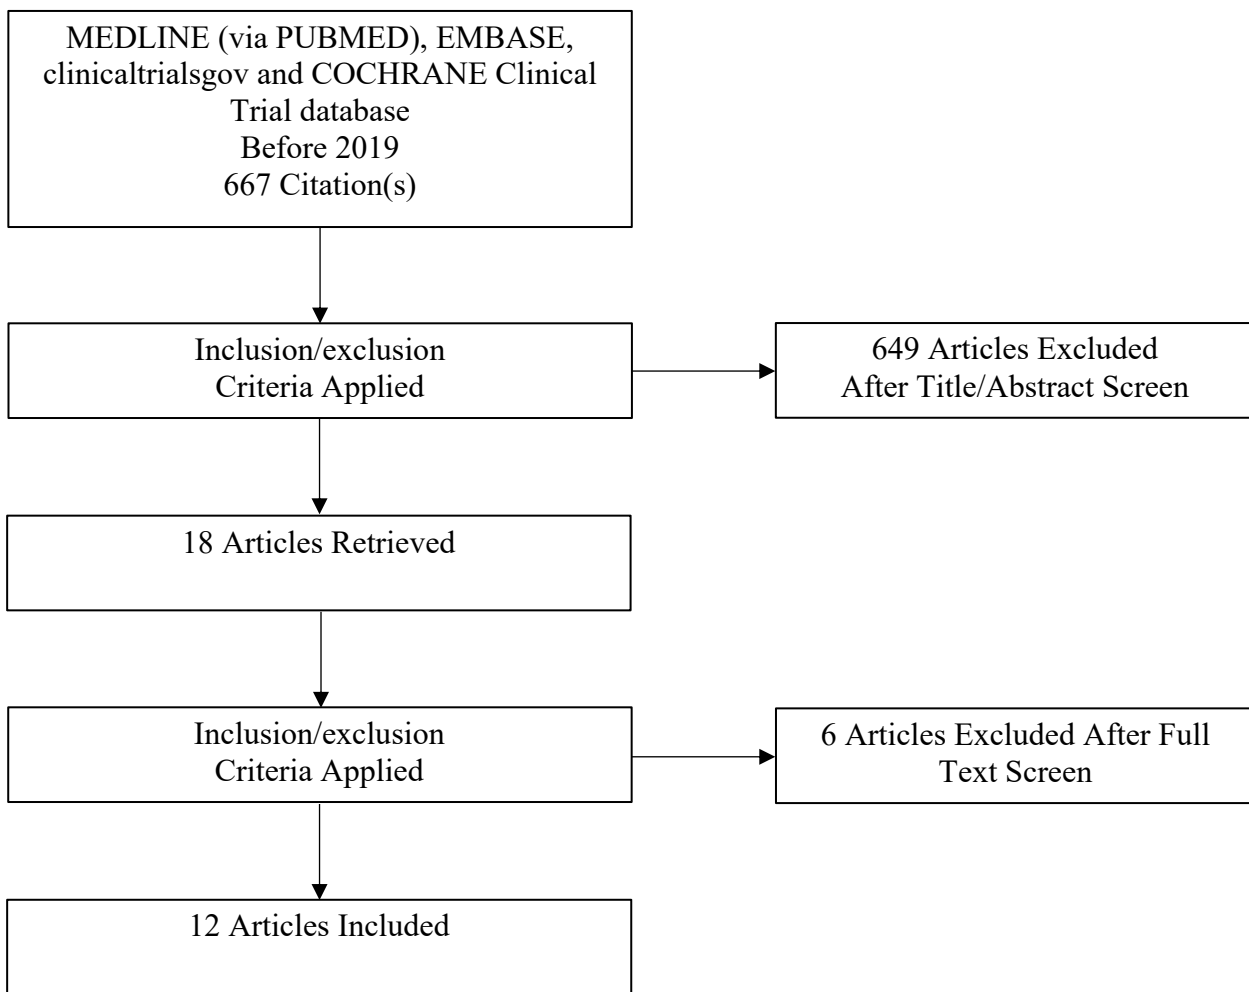 MEDLINE (via PUBMED), EMBASE,
clinicaltrialsgov and COCHRANE Clinical
Trial database
Before 2019
667 Citation(s)
Inclusion/exclusion
Criteria Applied
649 Articles Excluded
After Title/Abstract Screen
18 Articles Retrieved
Inclusion/exclusion
Criteria Applied
6 Articles Excluded After Full
Text Screen
12 Articles Included